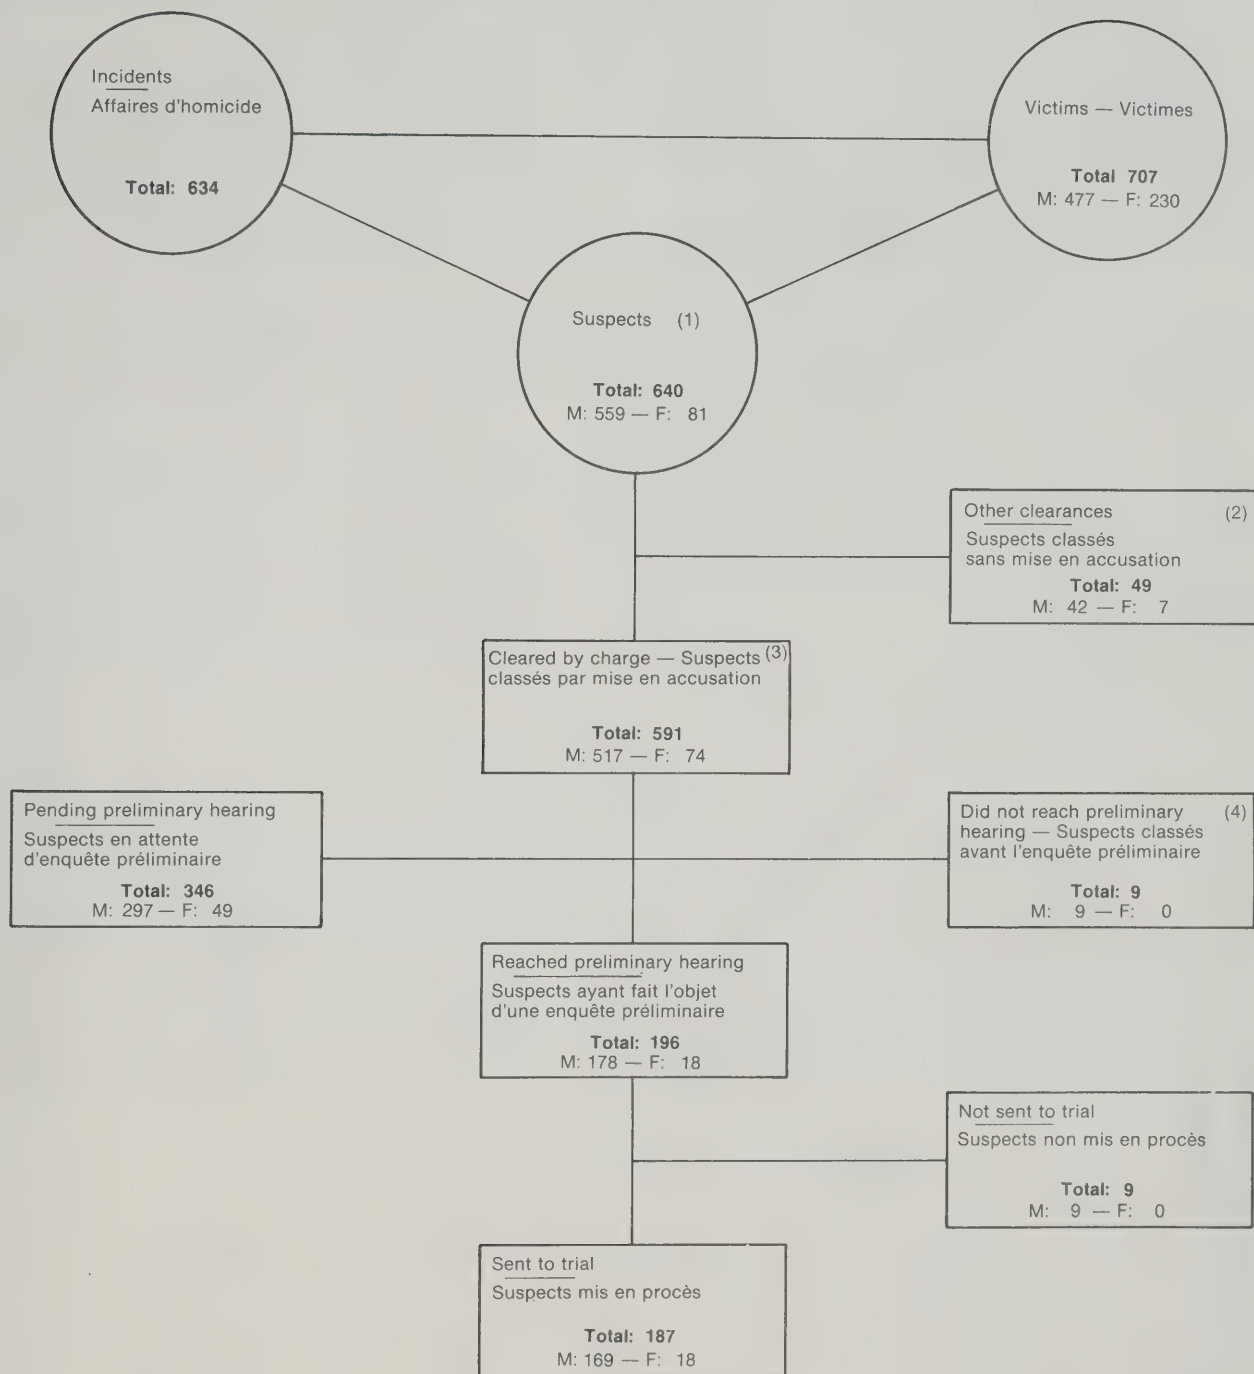 Incidents
Affaires d'homicide
Total: 634
Victims — Victimes
Total 707
M: 477 — F: 230
Suspects (1)
Total: 640
M: 559 — F: 81
Other clearances (2)
Suspects classés
sans mise en accusation
Total: 49
M: 42 — F: 7
Cleared by charge — Suspects (3)
classés par mise en accusation
Total: 591
M: 517 — F: 74
Pending preliminary hearing
Suspects en attente
d'enquête préliminaire
Total: 346
M: 297 — F: 49
Did not reach preliminary (4)
hearing — Suspects classés
avant l'enquête préliminaire
Total: 9
M: 9 — F: 0
Reached preliminary hearing
Suspects ayant fait l'objet
d'une enquête préliminaire
Total: 196
M: 178 — F: 18
Not sent to trial
Suspects non mis en procès
Total: 9
M: 9 — F: 0
Sent to trial
Suspects mis en procès
Total: 187
M: 169 — F: 18